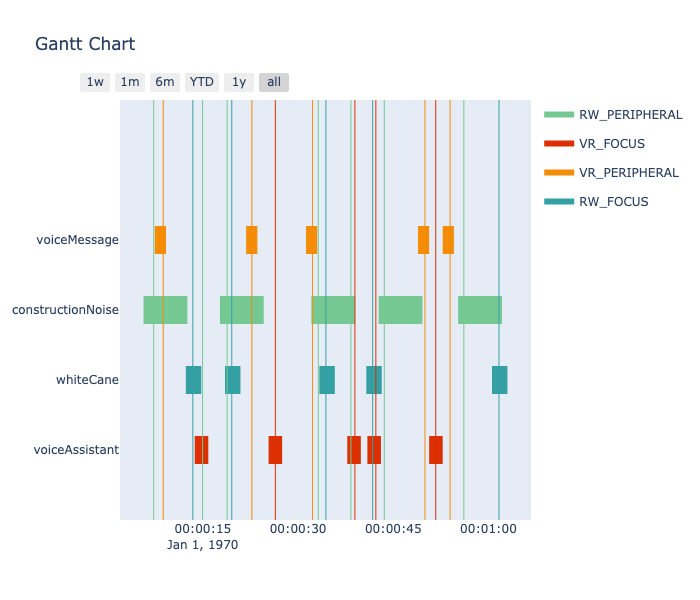 Gantt Chart
1w 1m 6m YTD 1y all
RW_PERIPHERAL
VR_FOCUS
VR_PERIPHERAL
RW_FOCUS
voiceMessage
constructionNoise
whiteCane
voiceAssistant
00:00:15 00:00:30 00:00:45 00:01:00
Jan 1, 1970